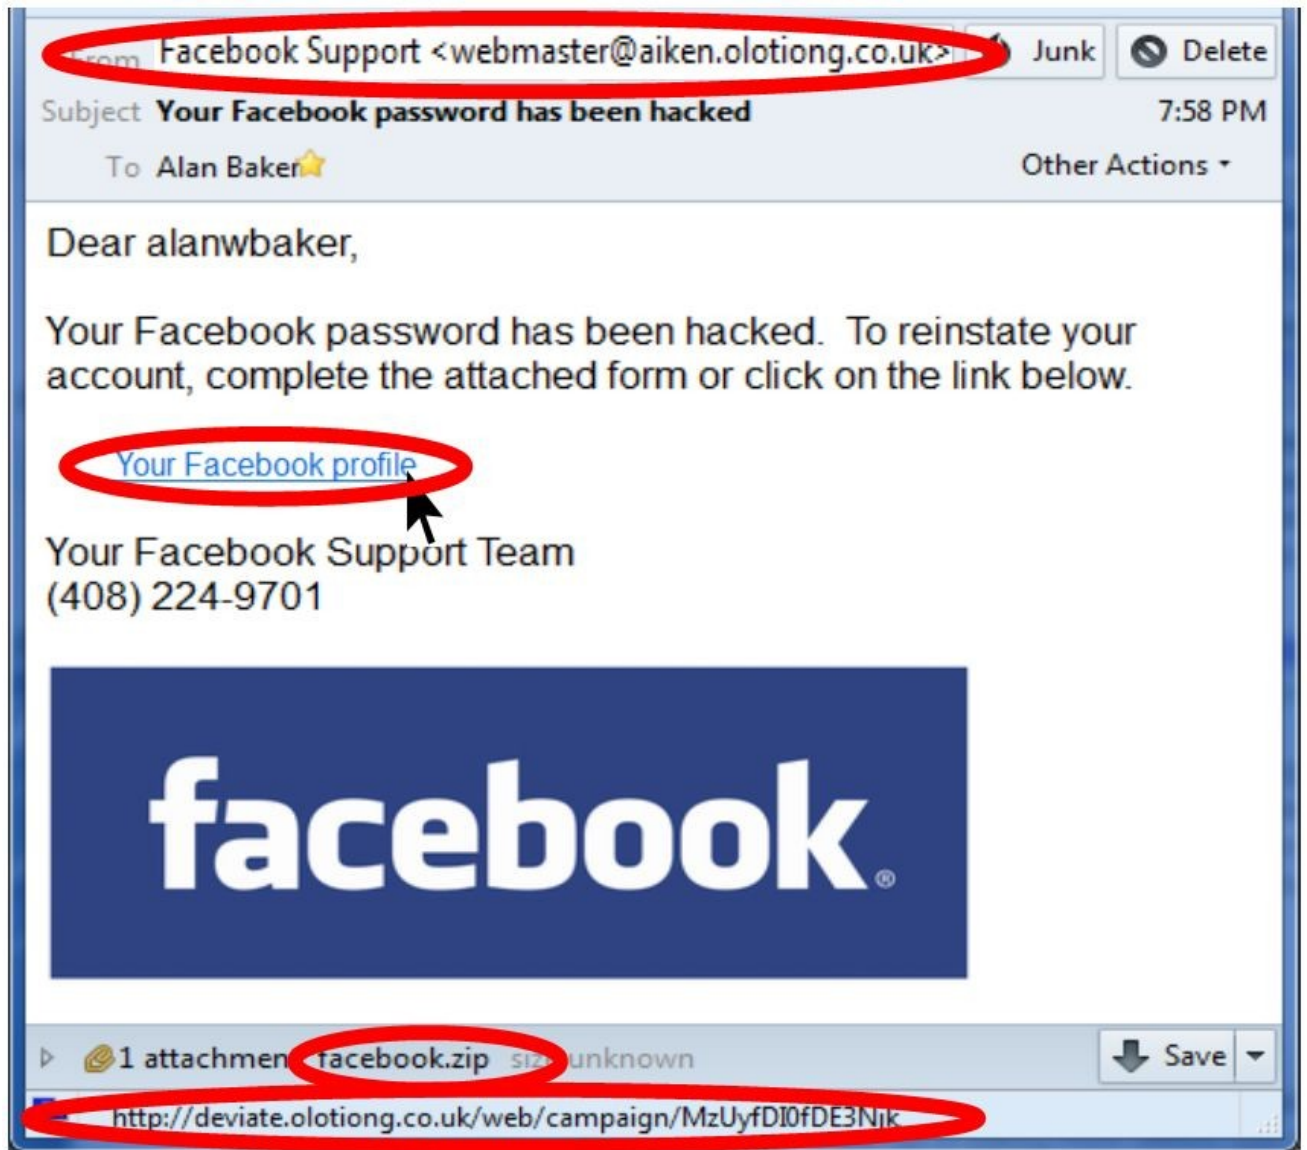 From Facebook Support <webmaster@aiken.olotiong.co.uk> Junk Delete
Subject Your Facebook password has been hacked 7:58 PM
To Alan Baker Other Actions
Dear alanwbaker,
Your Facebook password has been hacked. To reinstate your
account, complete the attached form or click on the link below.
Your Facebook profile
Your Facebook Support Team
(408) 224-9701
facebook®
1 attachment facebook.zip size unknown Save
http://deviate.olotiong.co.uk/web/campaign/MzUyfDI0fDE3Njk